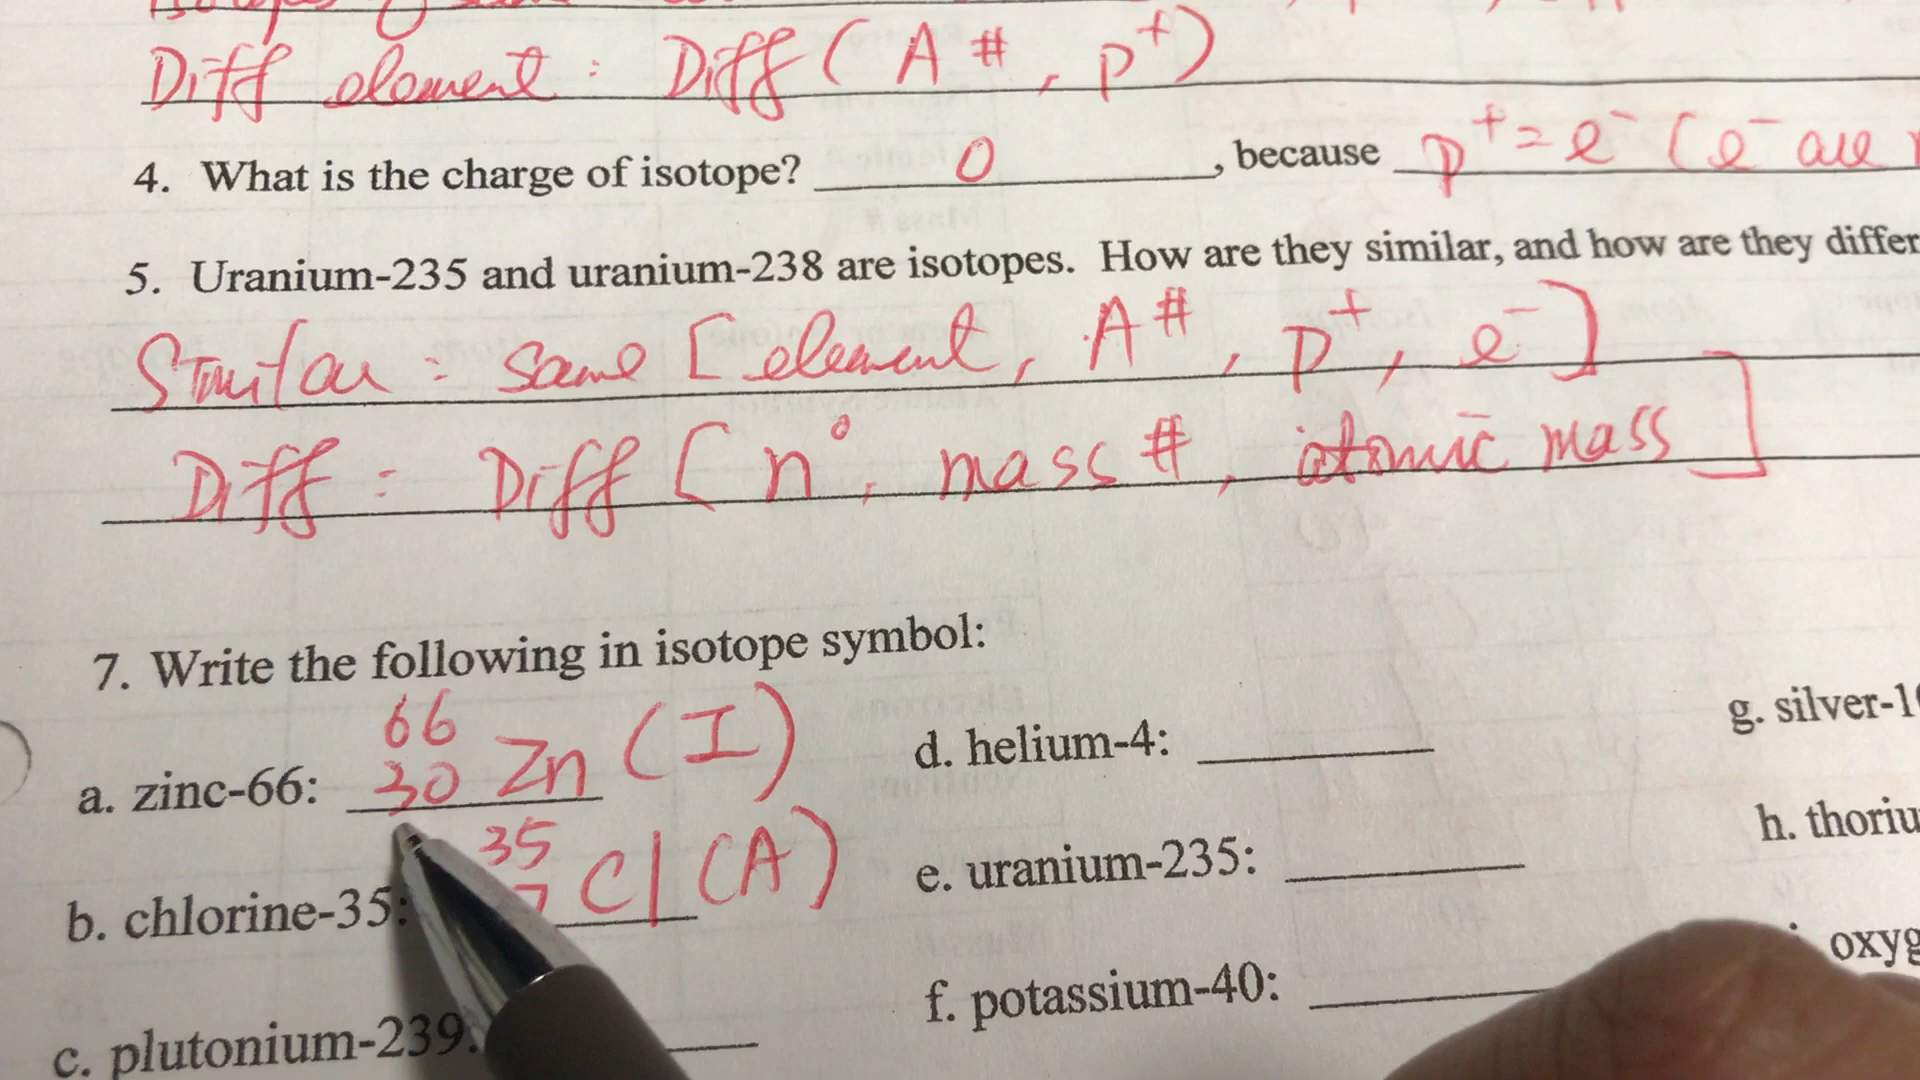 Diff element : Diff ( A #, p⁺ )
4. What is the charge of isotope? 0, because p⁺ = e⁻ ( e⁻ are
5. Uranium-235 and uranium-238 are isotopes. How are they similar, and how are they differ
Similar : same [ element, A #, p⁺, e⁻ ]
Diff : Diff [ n°, mass #, atomic mass ]
7. Write the following in isotope symbol:
a. zinc-66: 66 30 Zn (I)
d. helium-4:
g. silver-1
b. chlorine-35: 35 7 Cl (A)
e. uranium-235:
h. thoriu
c. plutonium-239:
f. potassium-40:
oxyg